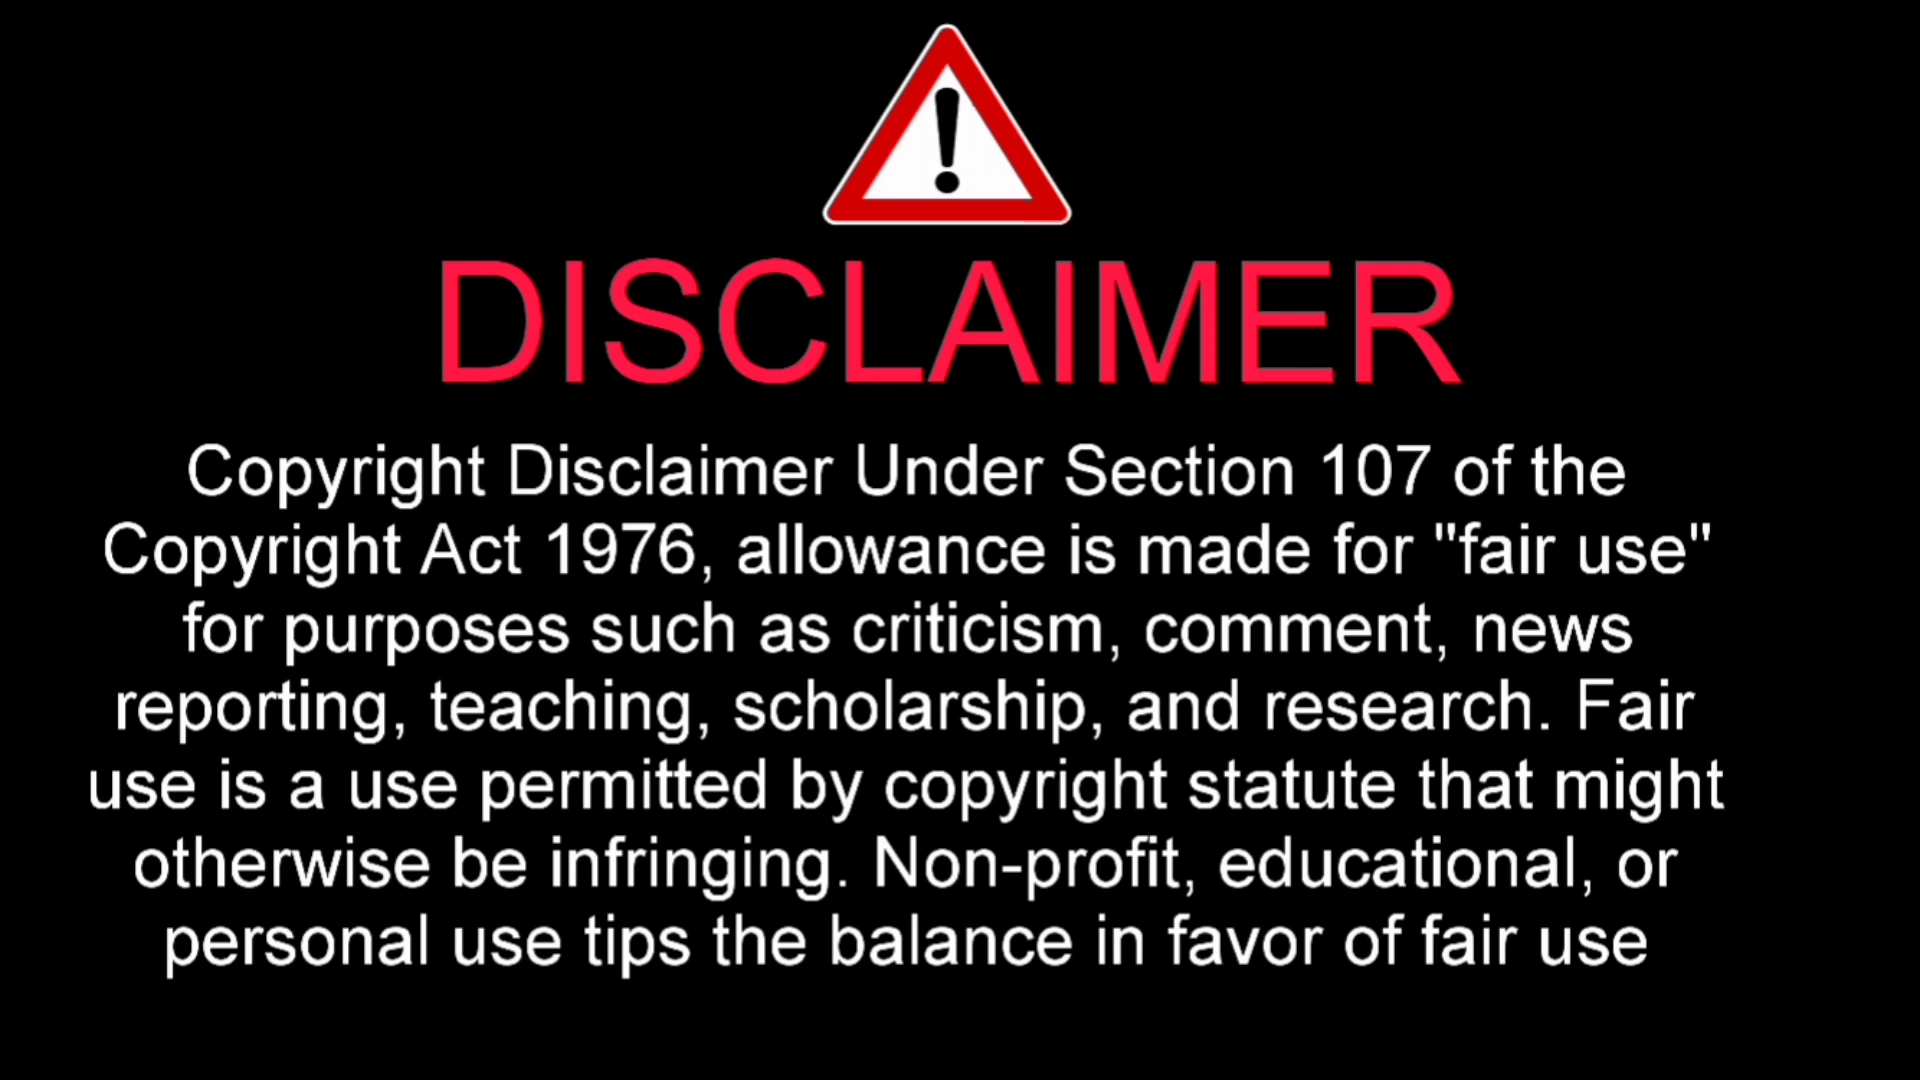 DISCLAIMER
Copyright Disclaimer Under Section 107 of the
Copyright Act 1976, allowance is made for "fair use"
for purposes such as criticism, comment, news
reporting, teaching, scholarship, and research. Fair
use is a use permitted by copyright statute that might
otherwise be infringing. Non-profit, educational, or
personal use tips the balance in favor of fair use